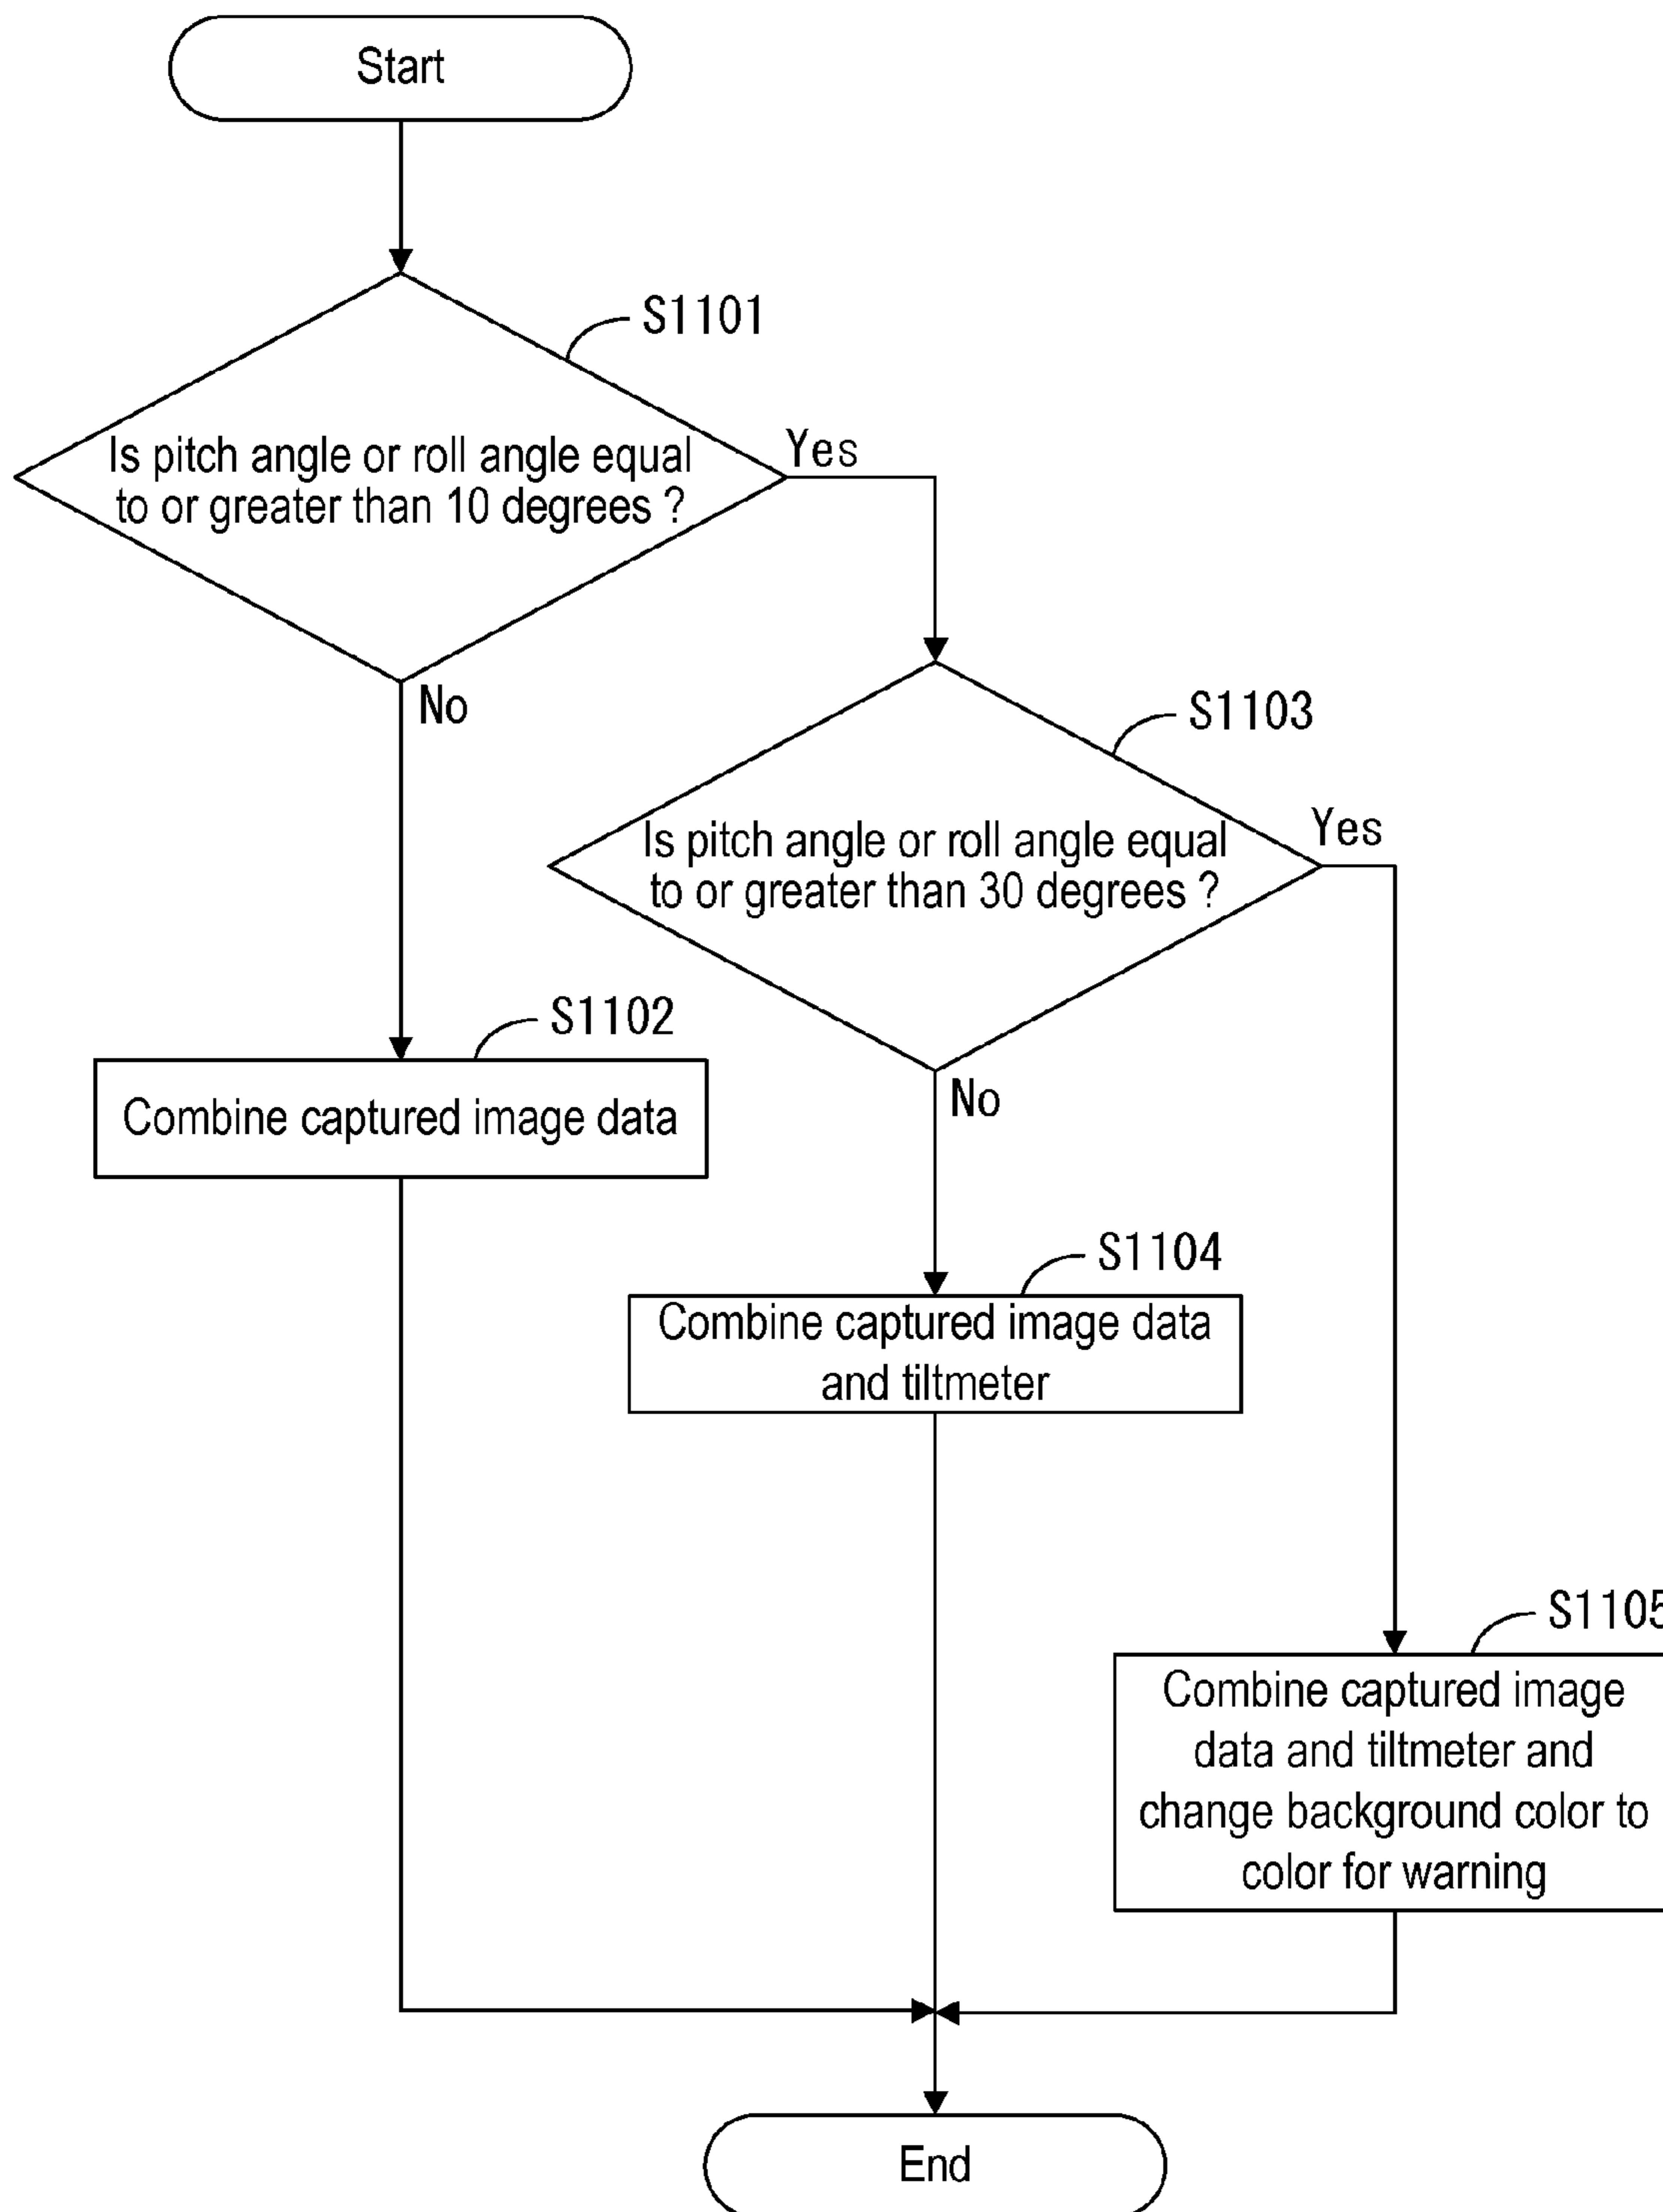 Start
S1101
Is pitch angle or roll angle equal
to or greater than 10 degrees ?
Yes
No
S1103
Is pitch angle or roll angle equal
to or greater than 30 degrees ?
Yes
No
S1102
Combine captured image data
S1104
Combine captured image data
and tiltmeter
S1105
Combine captured image
data and tiltmeter and
change background color to
color for warning
End